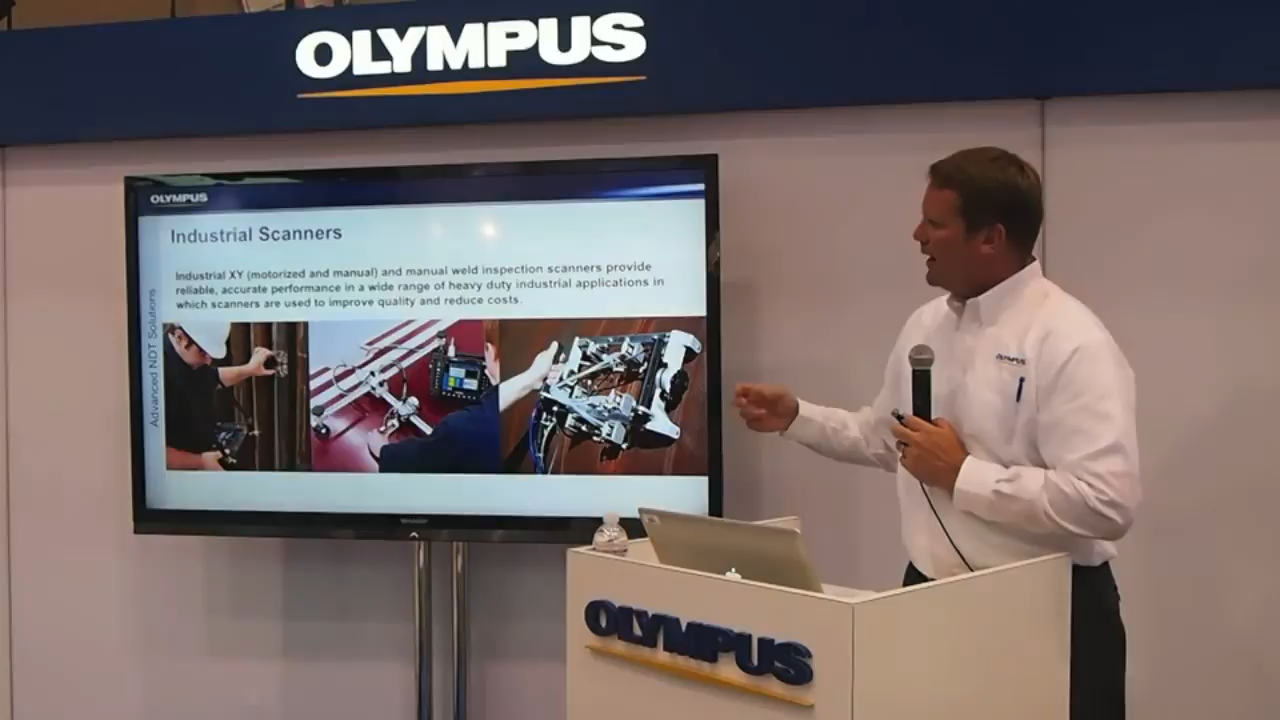 OLYMPUS
OLYMPUS
Industrial Scanners
Industrial XY (motorized and manual) and manual weld inspection scanners provide
reliable, accurate performance in a wide range of heavy duty industrial applications in
which scanners are used to improve quality and reduce costs.
Advanced NDT Solutions
SHARP
OLYMPUS
OLYMPUS